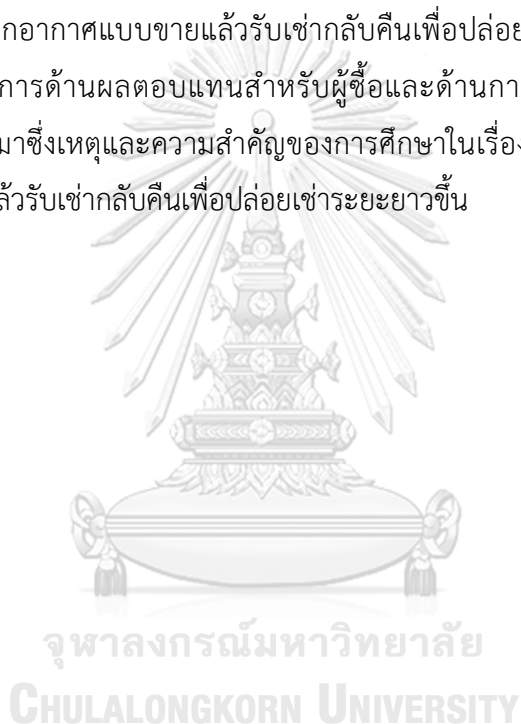 กอากาศแบบขายแล้วรับเช่ากลับคืนเพื่อปล่อย
การด้านผลตอบแทนสำหรับผู้ซื้อและด้านกา
มาซึ่งเหตุและความสำคัญของการศึกษาในเรื่อง
ล้วรับเช่ากลับคืนเพื่อปล่อยเช่าระยะยาวขึ้น
จุฬาลงกรณ์มหาวิทยาลัย
CHULALONGKORN UNIVERSITY